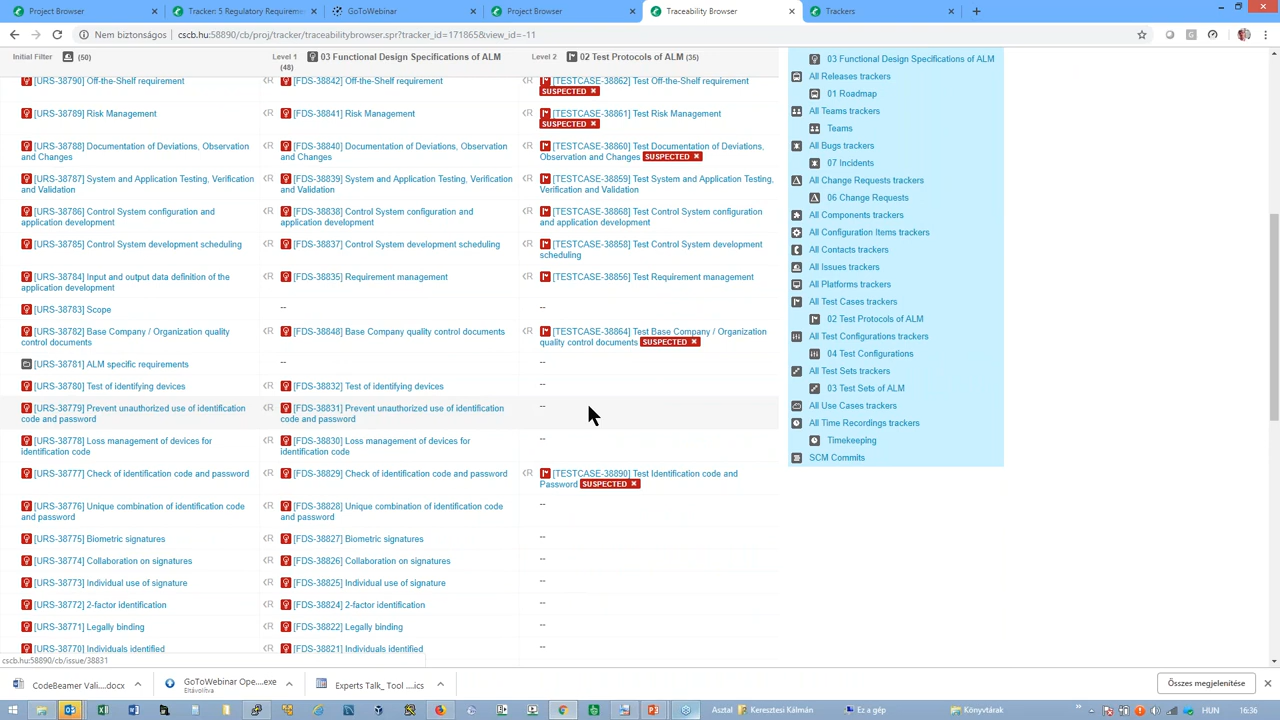 Project Browser
Tracker: 5 Regulatory Requireme
GoToWebinar
Project Browser
Traceability Browser
Trackers
Nem biztonságos | cscb.hu:58890/cb/proj/tracker/traceabilitybrowser.spr?tracker_id=171865&view_id=-11
Initial Filter (50)
Level 1 03 Functional Design Specifications of ALM
(48)
Level 2 02 Test Protocols of ALM (35)
[URS-38790] Off-the-Shelf requirement
[FDS-38842] Off-the-Shelf requirement
[TESTCASE-38862] Test Off-the-Shelf requirement
SUSPECTED ×
[URS-38789] Risk Management
[FDS-38841] Risk Management
[TESTCASE-38861] Test Risk Management
SUSPECTED ×
[URS-38788] Documentation of Deviations, Observation
and Changes
[FDS-38840] Documentation of Deviations, Observation
and Changes
[TESTCASE-38860] Test Documentation of Deviations,
Observation and Changes SUSPECTED ×
[URS-38787] System and Application Testing, Verification
and Validation
[FDS-38839] System and Application Testing, Verification
and Validation
[TESTCASE-38859] Test System and Application Testing,
Verification and Validation
[URS-38786] Control System configuration and
application development
[FDS-38838] Control System configuration and
application development
[TESTCASE-38868] Test Control System configuration
and application development
[URS-38785] Control System development scheduling
[FDS-38837] Control System development scheduling
[TESTCASE-38858] Test Control System development
scheduling
[URS-38784] Input and output data definition of the
application development
[FDS-38835] Requirement management
[TESTCASE-38856] Test Requirement management
[URS-38783] Scope
--
--
[URS-38782] Base Company / Organization quality
control documents
[FDS-38848] Base Company quality control documents
[TESTCASE-38864] Test Base Company / Organization
quality control documents SUSPECTED ×
[URS-38781] ALM specific requirements
--
--
[URS-38780] Test of identifying devices
[FDS-38832] Test of identifying devices
--
[URS-38779] Prevent unauthorized use of identification
code and password
[FDS-38831] Prevent unauthorized use of identification
code and password
--
[URS-38778] Loss management of devices for
identification code
[FDS-38830] Loss management of devices for
identification code
--
[URS-38777] Check of identification code and password
[FDS-38829] Check of identification code and password
[TESTCASE-38890] Test Identification code and
Password SUSPECTED ×
[URS-38776] Unique combination of identification code
and password
[FDS-38828] Unique combination of identification code
and password
--
[URS-38775] Biometric signatures
[FDS-38827] Biometric signatures
--
[URS-38774] Collaboration on signatures
[FDS-38826] Collaboration on signatures
--
[URS-38773] Individual use of signature
[FDS-38825] Individual use of signature
--
[URS-38772] 2-factor identification
[FDS-38824] 2-factor identification
--
[URS-38771] Legally binding
[FDS-38822] Legally binding
--
[URS-38770] Individuals identified
[FDS-38821] Individuals identified
--
03 Functional Design Specifications of ALM
All Releases trackers
01 Roadmap
All Teams trackers
Teams
All Bugs trackers
07 Incidents
All Change Requests trackers
06 Change Requests
All Components trackers
All Configuration Items trackers
All Contacts trackers
All Issues trackers
All Platforms trackers
All Test Cases trackers
02 Test Protocols of ALM
All Test Configurations trackers
04 Test Configurations
All Test Sets trackers
03 Test Sets of ALM
All Use Cases trackers
All Time Recordings trackers
Timekeeping
SCM Commits
cscb.hu:58890/cb/issue/38831
CodeBeamer Vali....docx
GoToWebinar Ope....exe
Eltávolítva
Experts Talk_ Tool ....ics
Összes megjelenítése
Asztal
Keresztesi Kálmán
Ez a gép
Könyvtárak
HUN
16:36